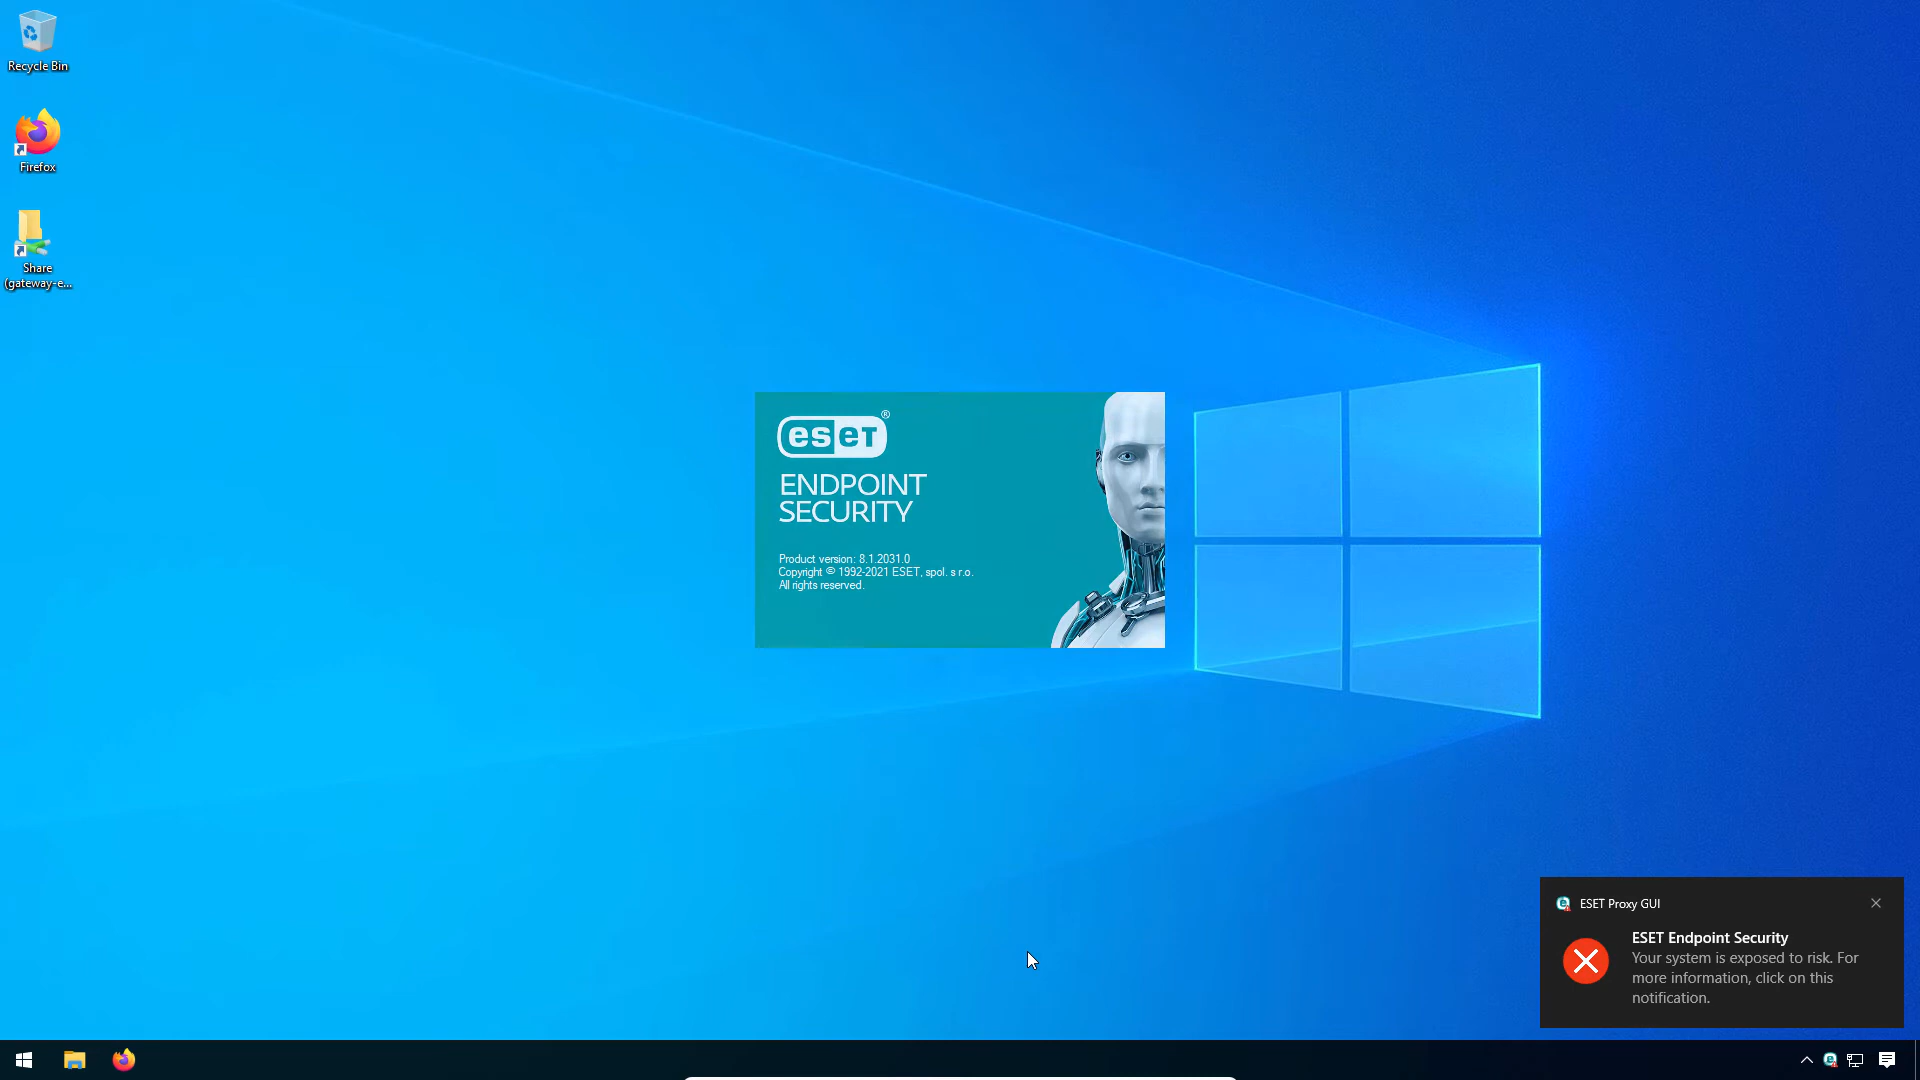 Recycle Bin
Firefox
Share
(gateway-e...
eset®
ENDPOINT
SECURITY
Product version: 8.1.2031.0
Copyright © 1992-2021 ESET, spol. s r.o.
All rights reserved.
ESET Proxy GUI
ESET Endpoint Security
Your system is exposed to risk. For
more information, click on this
notification.